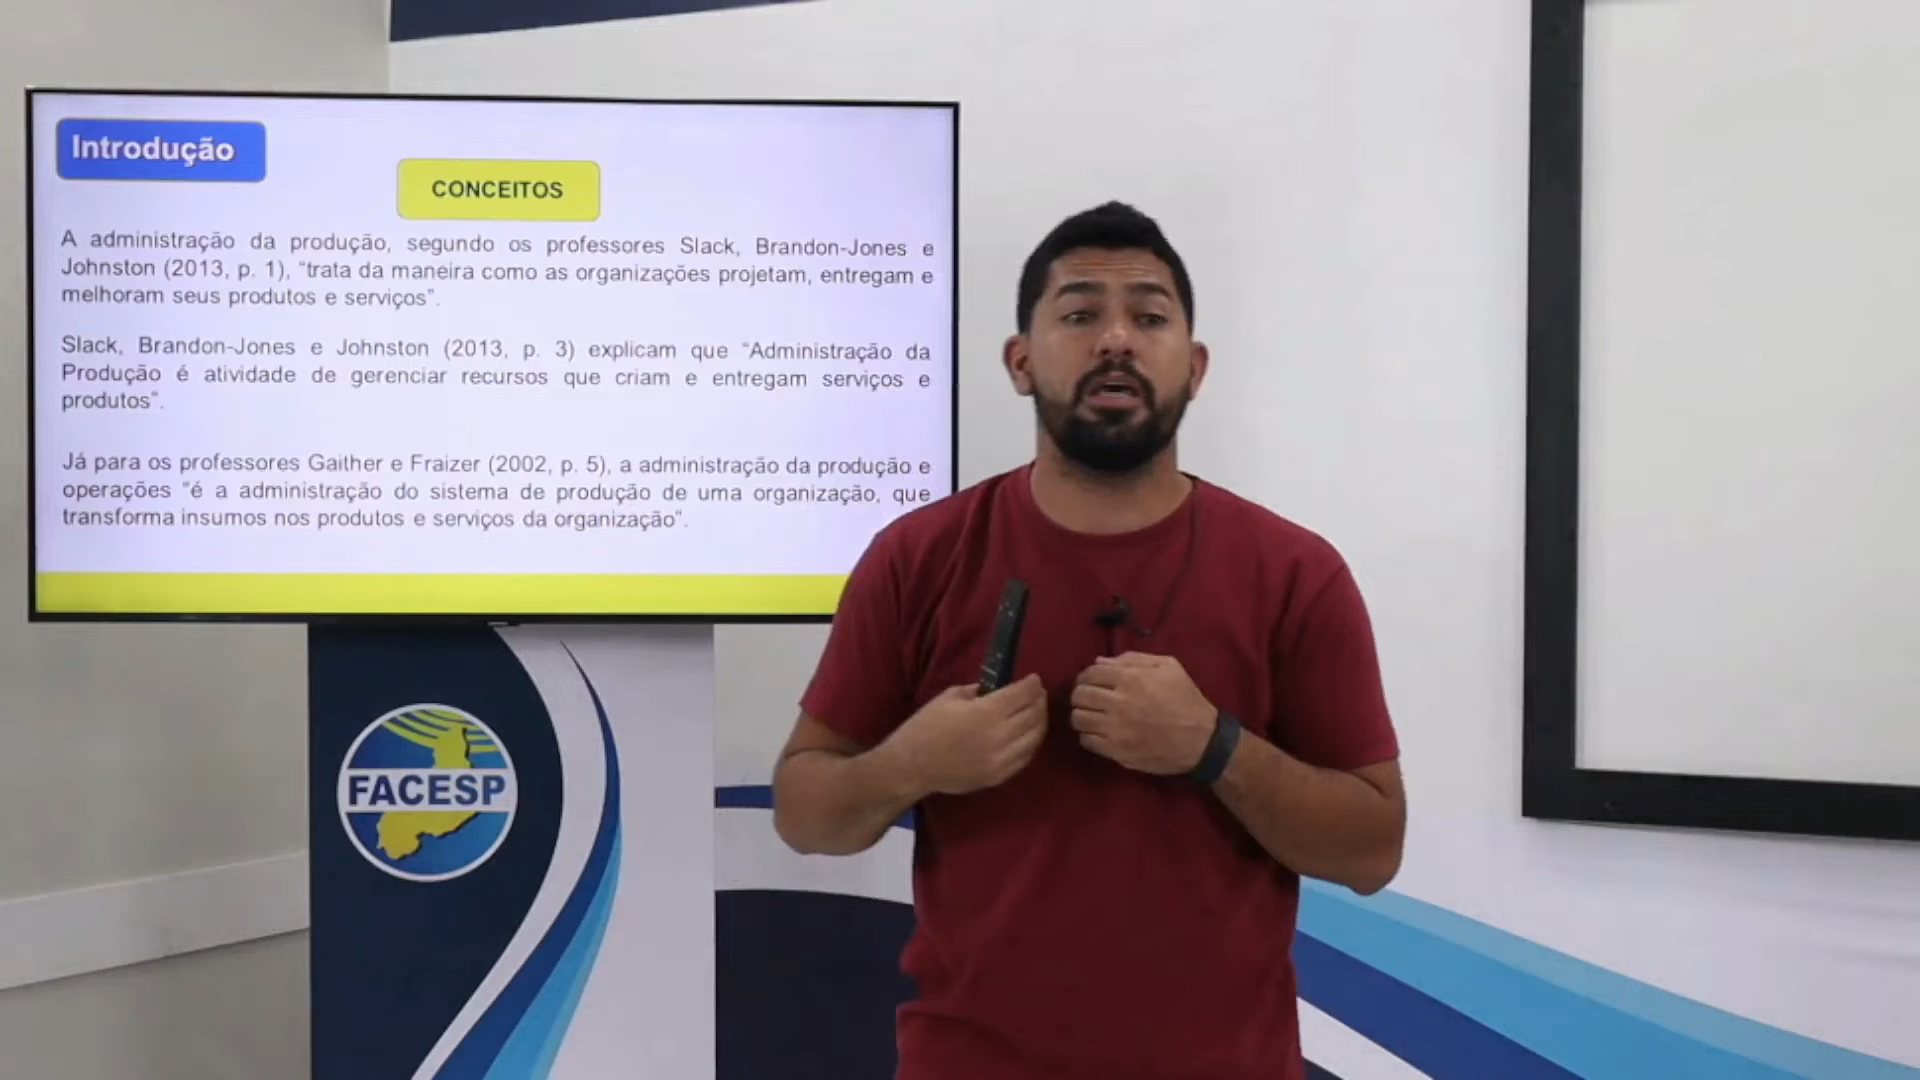 Introdução
CONCEITOS
A administração da produção, segundo os professores Slack, Brandon-Jones e
Johnston (2013, p. 1), “trata da maneira como as organizações projetam, entregam e
melhoram seus produtos e serviços”.
Slack, Brandon-Jones e Johnston (2013, p. 3) explicam que “Administração da
Produção é atividade de gerenciar recursos que criam e entregam serviços e
produtos”.
Já para os professores Gaither e Fraizer (2002, p. 5), a administração da produção e
operações “é a administração do sistema de produção de uma organização, que
transforma insumos nos produtos e serviços da organização”.
FACESP